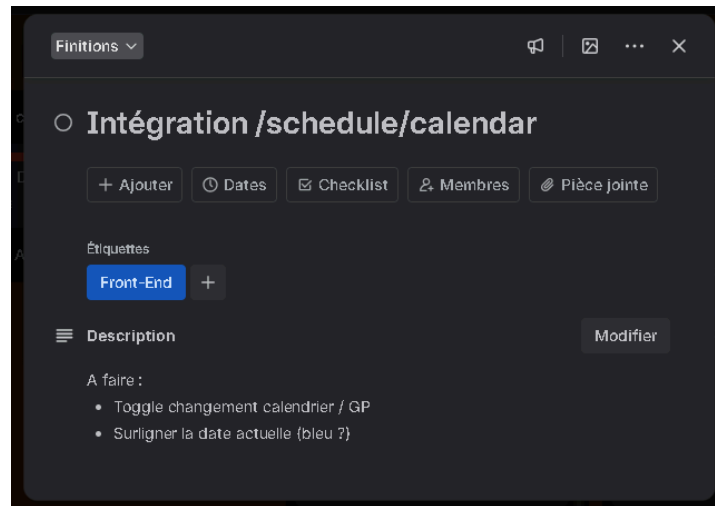 Finitions
Intégration /schedule/calendar
+ Ajouter Dates Checklist Membres Pièce jointe
Étiquettes
Front-End +
Description Modifier
A faire :
• Toggle changement calendrier / GP
• Surligner la date actuelle (bleu ?)